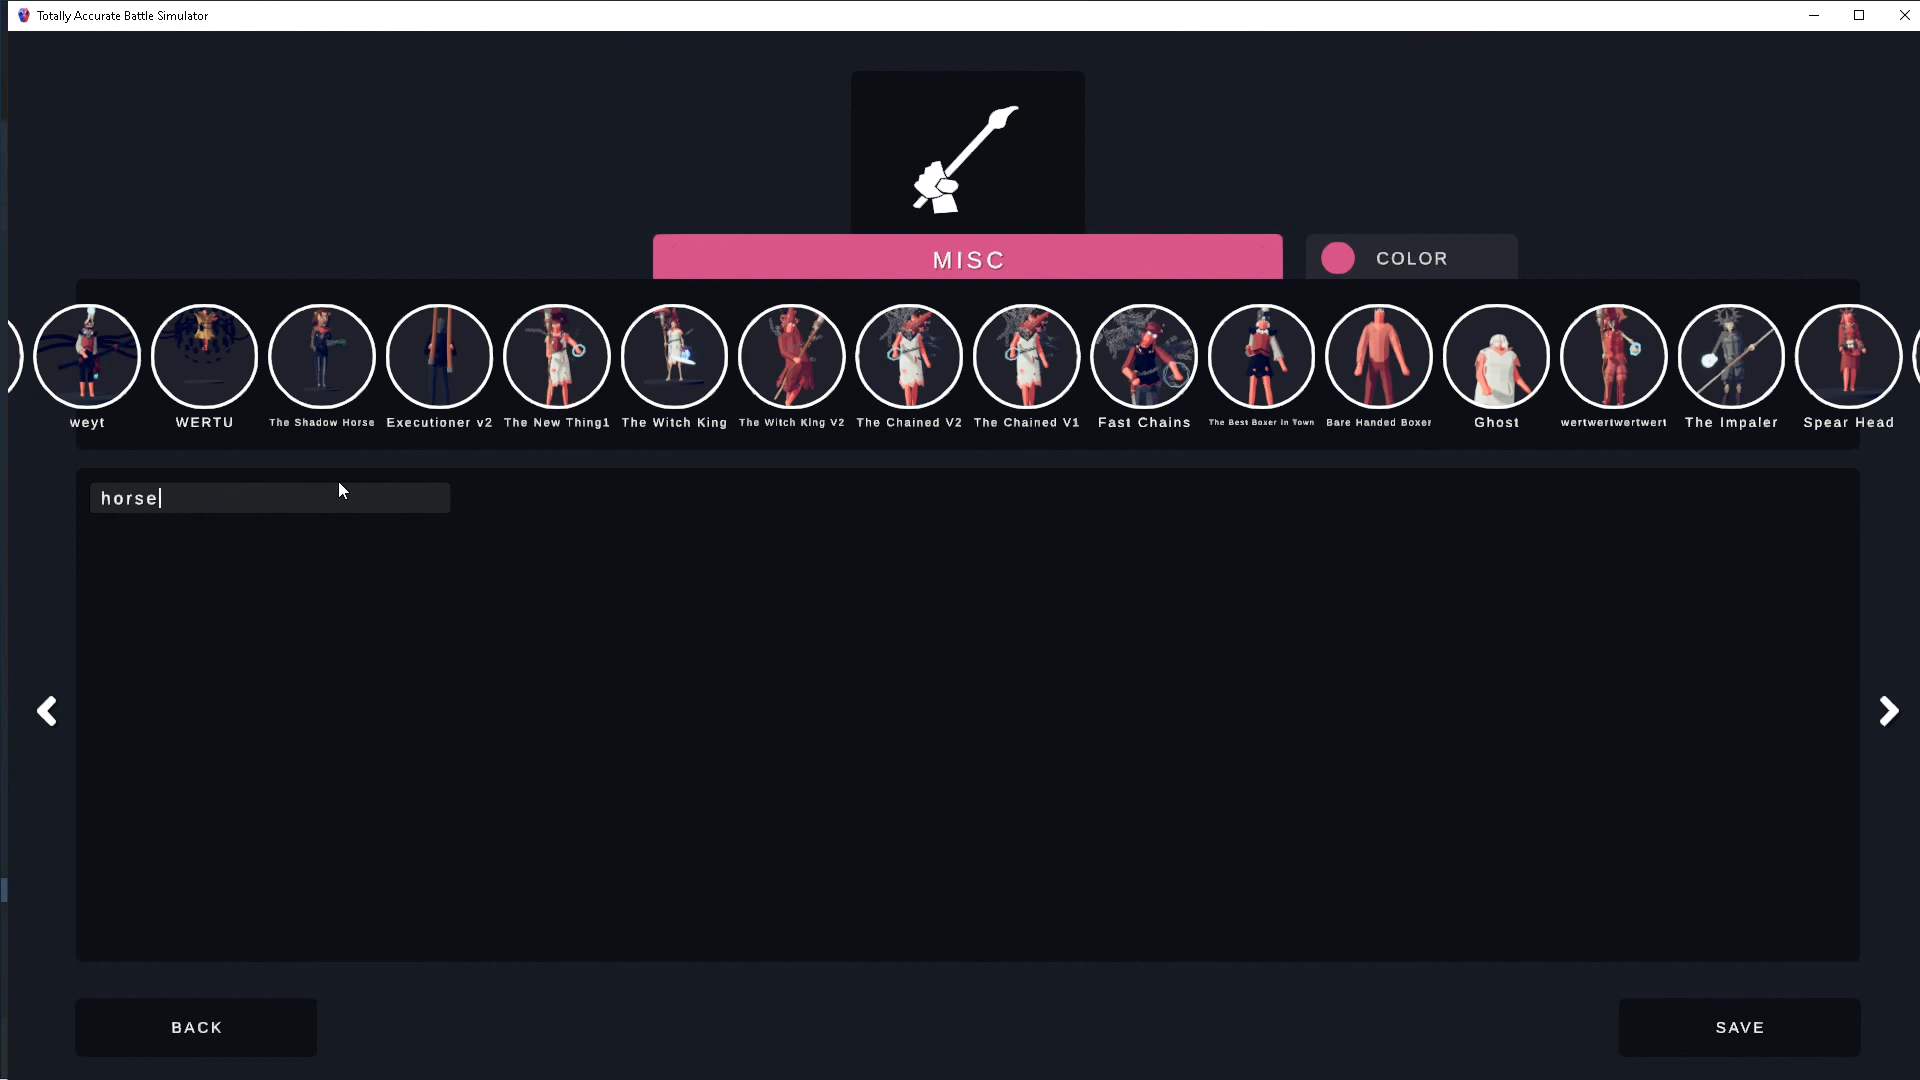 Totally Accurate Battle Simulator
MISC
COLOR
weyt
WERTU
The Shadow Horse
Executioner v2
The New Thing1
The Witch King
The Witch King V2
The Chained V2
The Chained V1
Fast Chains
The Best Boxer In Town
Bare Handed Boxer
Ghost
wertwertwertwert
The Impaler
Spear Head
horse
BACK
SAVE